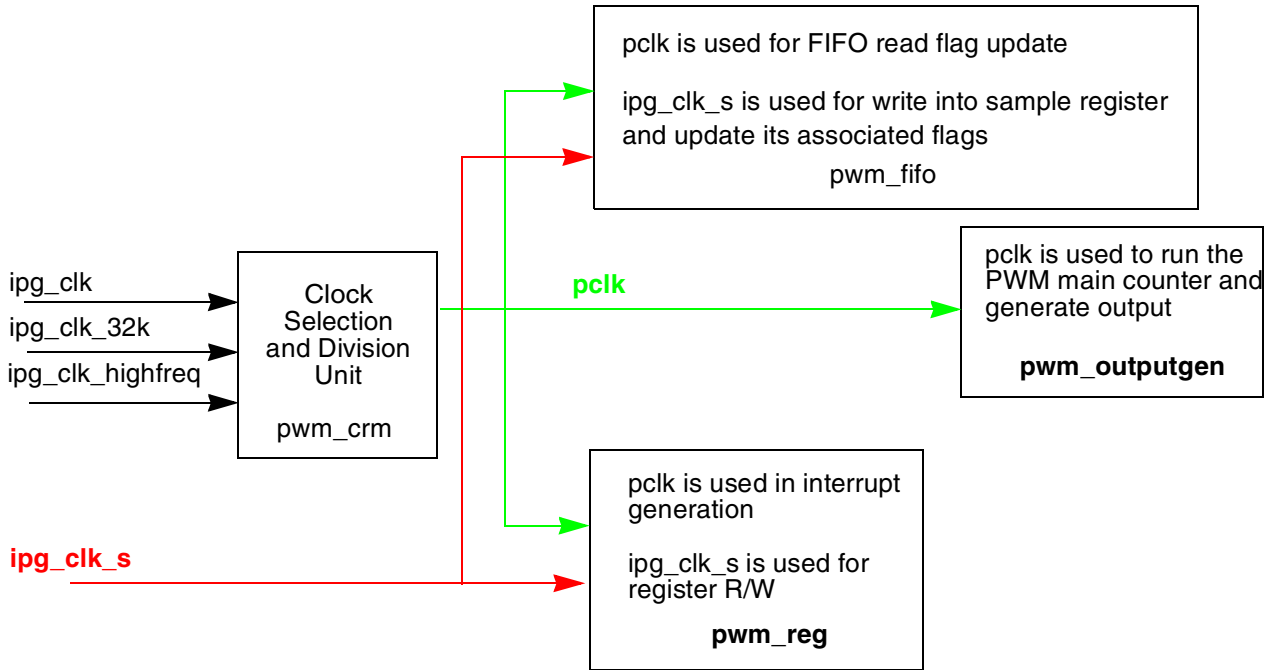 pclk is used for FIFO read flag update
ipg_clk_s is used for write into sample register
and update its associated flags
pwm_fifo
ipg_clk
ipg_clk_32k
ipg_clk_highfreq
Clock
Selection
and Division
Unit
pwm_crm
pclk
pclk is used to run the
PWM main counter and
generate output
pwm_outputgen
ipg_clk_s
pclk is used in interrupt
generation
ipg_clk_s is used for
register R/W
pwm_reg